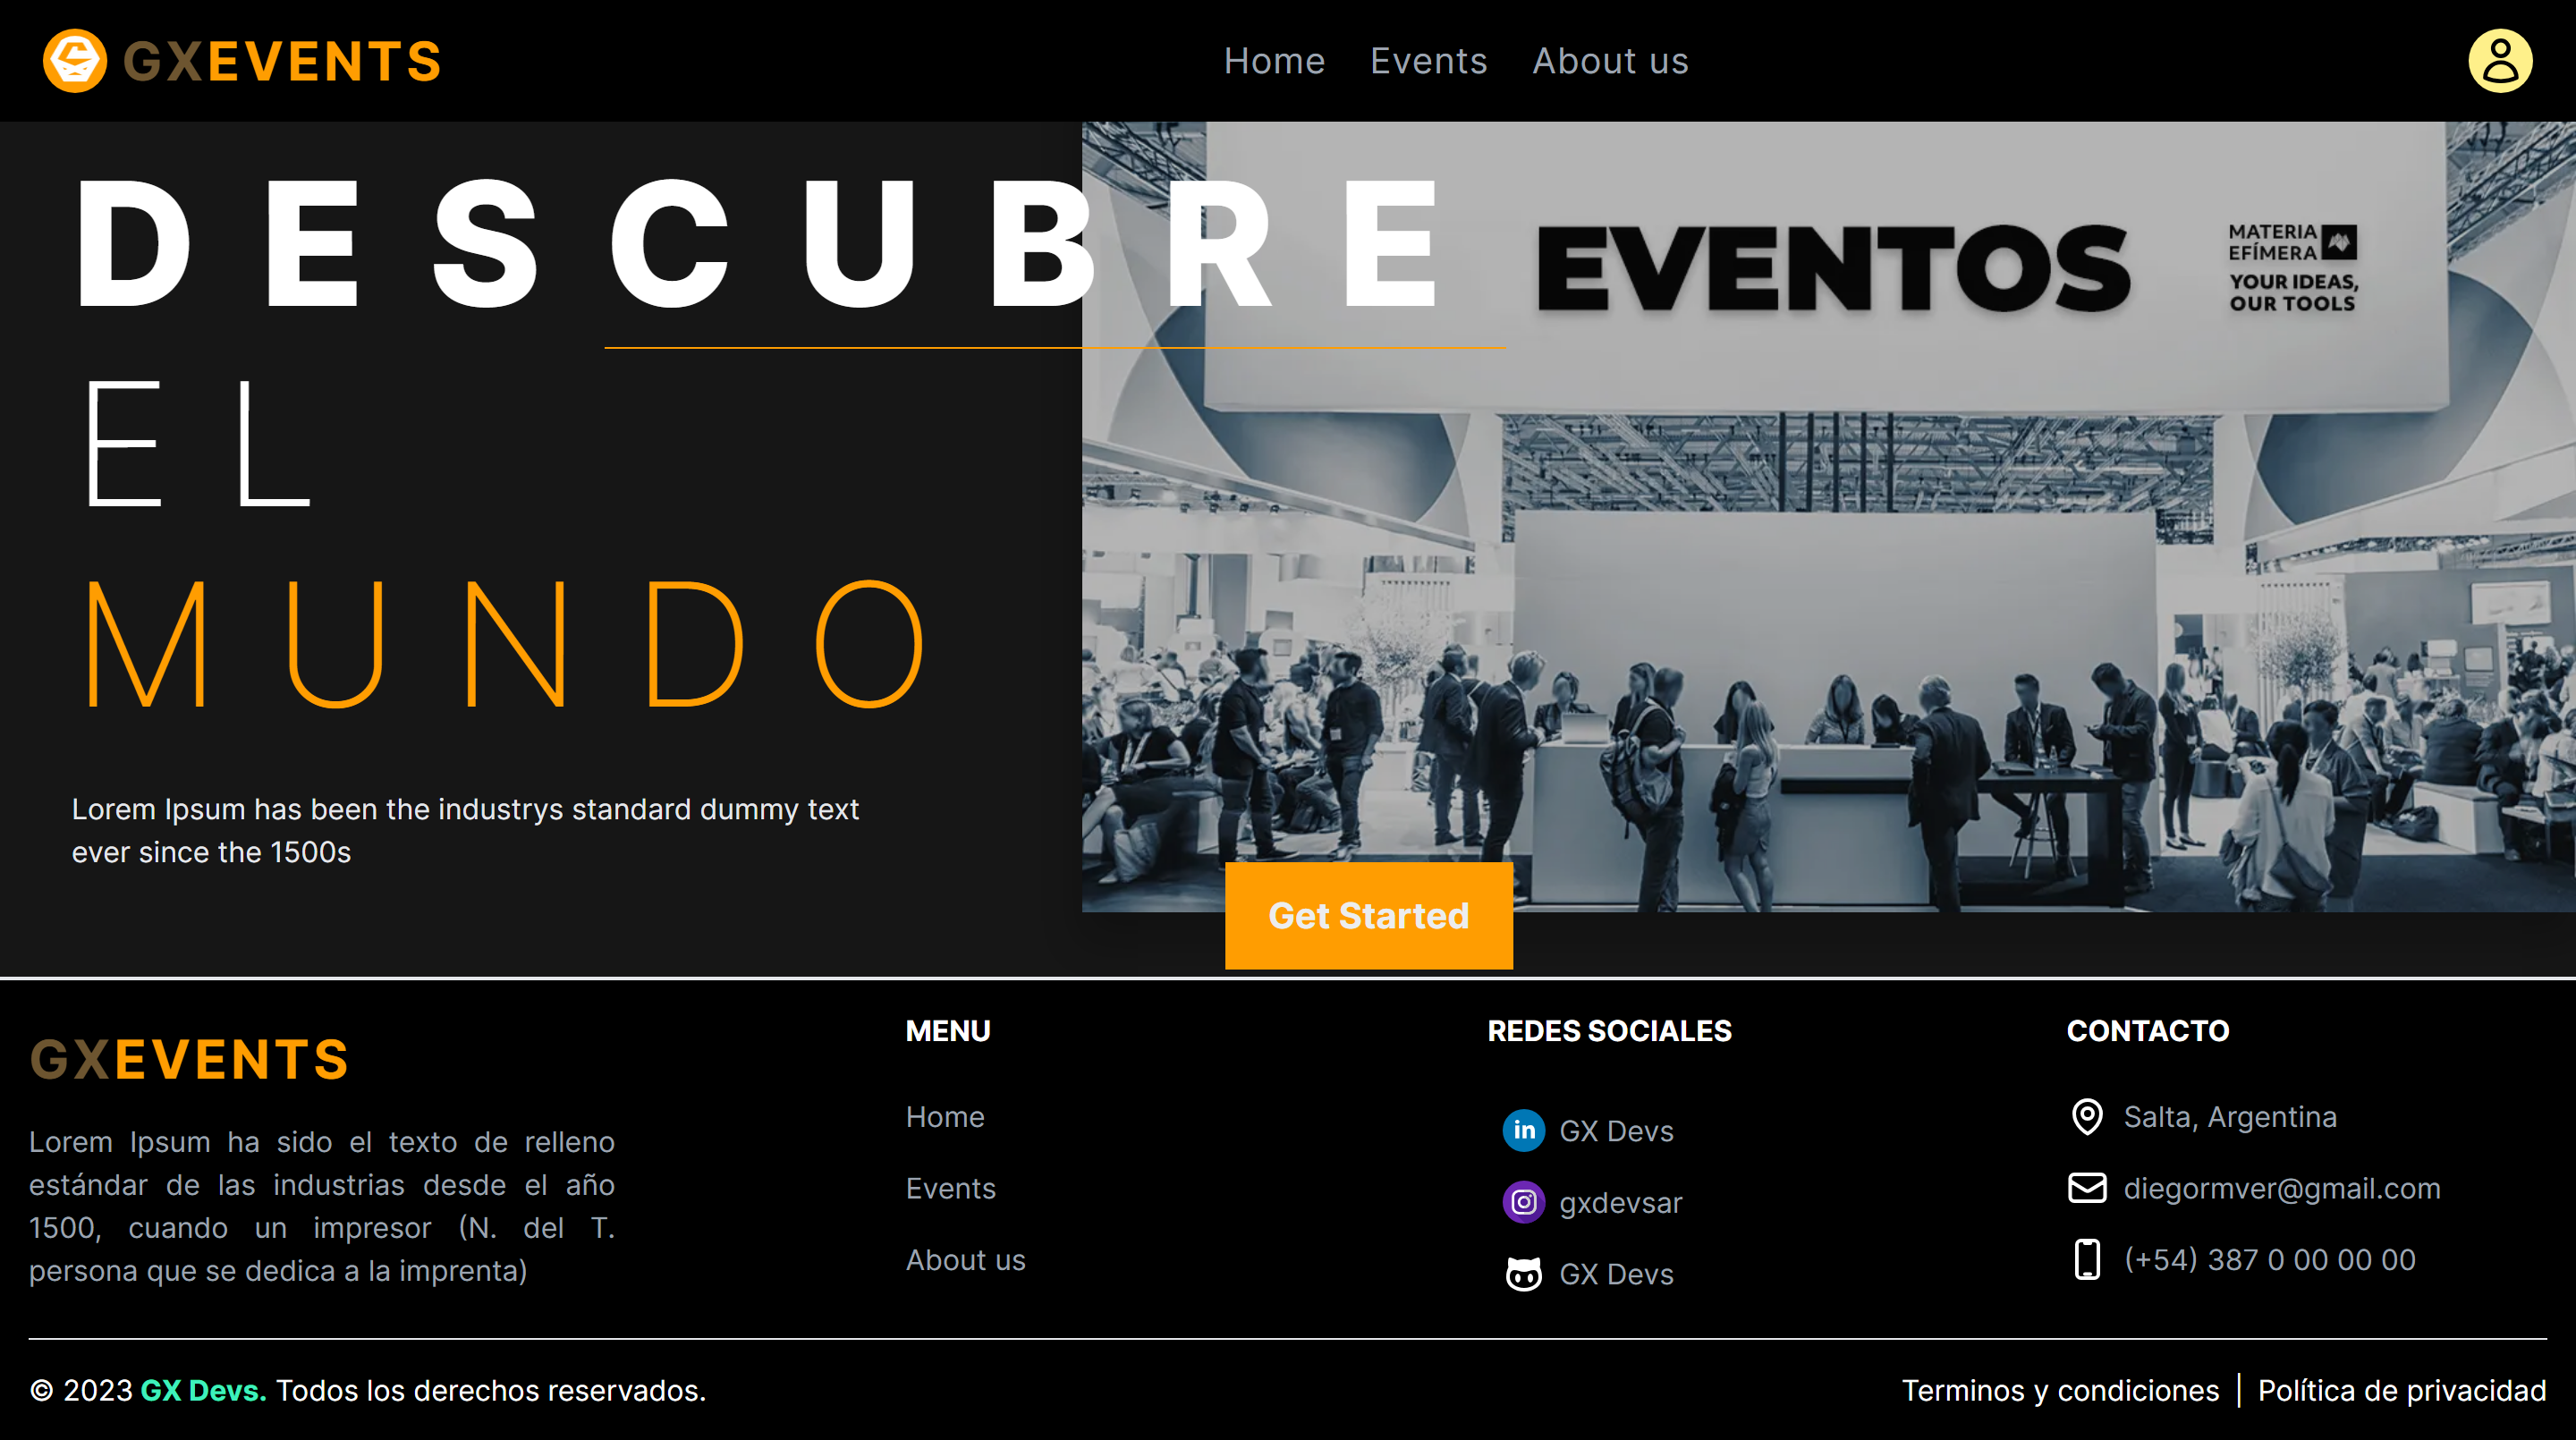 GXEVENTS
Home Events About us
DESCUBRE
EVENTOS
MATERIA
EFÍMERA
YOUR IDEAS,
OUR TOOLS
EL
MUNDO
Lorem Ipsum has been the industrys standard dummy text
ever since the 1500s
Get Started
GXEVENTS
Lorem Ipsum ha sido el texto de relleno
estándar de las industrias desde el año
1500, cuando un impresor (N. del T.
persona que se dedica a la imprenta)
MENU
Home
Events
About us
REDES SOCIALES
in GX Devs
gxdevsar
GX Devs
CONTACTO
Salta, Argentina
diegormver@gmail.com
(+54) 387 0 00 00 00
© 2023 GX Devs. Todos los derechos reservados.
Terminos y condiciones | Política de privacidad